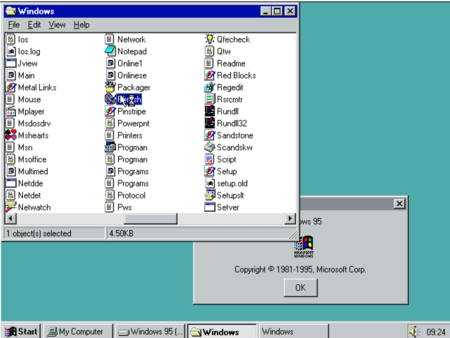 Windows
File Edit View Help
Ios
Ios.log
Jview
Main
Metal Links
Mouse
Mplayer
Msdosdrv
Mshearts
Msn
Msoffice
Multimed
Netdde
Netdet
Netwatch
Network
Notepad
Online1
Onlinese
Packager
Pinstripe
Powerpnt
Printers
Progman
Progman
Programs
Programs
Protocol
Pws
Qfecheck
Qtw
Readme
Red Blocks
Regedit
Rsrcmtr
Rundll
Rundll32
Sandstone
Scandskw
Script
Setup
setup.old
Setupslt
Setver
1 object(s) selected 4.50KB
ws 95
MICROSOFT
WINDOWS
Copyright © 1981-1995, Microsoft Corp.
OK
Start My Computer Windows 95 (... Windows Windows 09:24